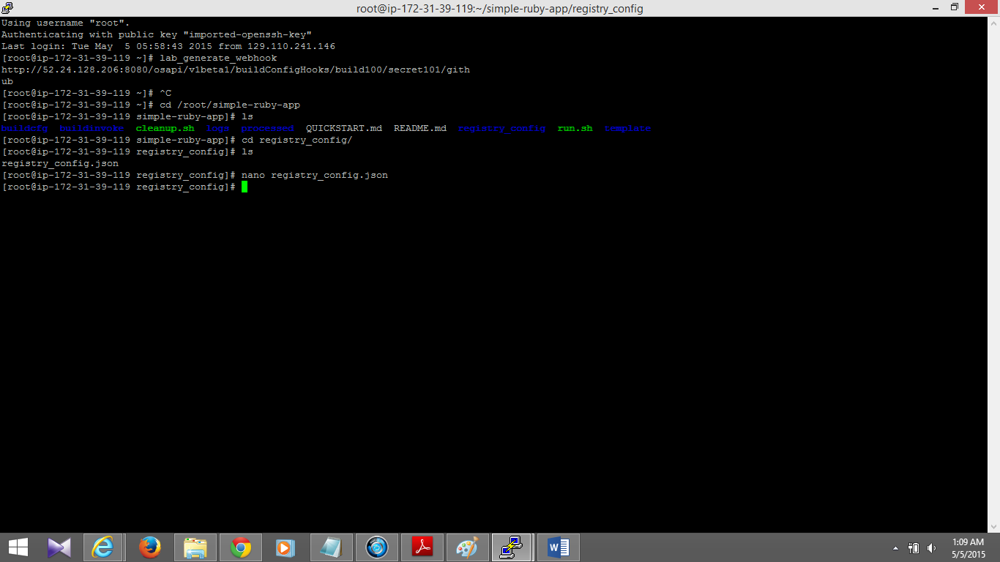 root@ip-172-31-39-119:~/simple-ruby-app/registry_config
Using username "root".
Authenticating with public key "imported-openssh-key"
Last login: Tue May  5 05:58:43 2015 from 129.110.241.146
[root@ip-172-31-39-119 ~]# lab_generate_webhook
http://52.24.128.206:8080/osapi/v1beta1/buildConfigHooks/build100/secret101/gith
ub
[root@ip-172-31-39-119 ~]# ^C
[root@ip-172-31-39-119 ~]# cd /root/simple-ruby-app
[root@ip-172-31-39-119 simple-ruby-app]# ls
buildcfg  buildinvoke  cleanup.sh  logs  processed  QUICKSTART.md  README.md  registry_config  run.sh  template
[root@ip-172-31-39-119 simple-ruby-app]# cd registry_config/
[root@ip-172-31-39-119 registry_config]# ls
registry_config.json
[root@ip-172-31-39-119 registry_config]# nano registry_config.json
[root@ip-172-31-39-119 registry_config]#
1:09 AM
5/5/2015